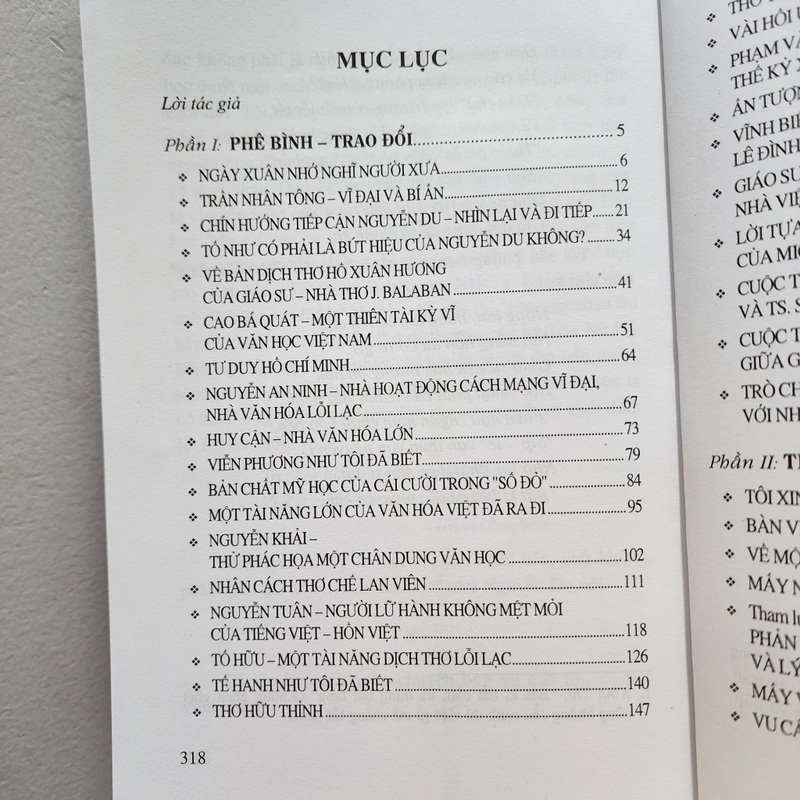 MỤC LỤC
Lời tác giả
Phần I: PHÊ BÌNH – TRAO ĐỔI 5
❖ NGÀY XUÂN NHỚ NGHĨ NGƯỜI XƯA 6
❖ TRẦN NHÂN TÔNG – VĨ ĐẠI VÀ BÍ ẨN 12
❖ CHÍN HƯỚNG TIẾP CẬN NGUYỄN DU – NHÌN LẠI VÀ ĐI TIẾP 21
❖ TỐ NHƯ CÓ PHẢI LÀ BÚT HIỆU CỦA NGUYỄN DU KHÔNG? 34
❖ VỀ BẢN DỊCH THƠ HỒ XUÂN HƯƠNG
CỦA GIÁO SƯ – NHÀ THƠ J. BALABAN 41
❖ CAO BÁ QUÁT – MỘT THIÊN TÀI KỲ VĨ
CỦA VĂN HỌC VIỆT NAM 51
❖ TƯ DUY HỒ CHÍ MINH 64
❖ NGUYỄN AN NINH – NHÀ HOẠT ĐỘNG CÁCH MẠNG VĨ ĐẠI,
NHÀ VĂN HÓA LỖI LẠC 67
❖ HUY CẬN – NHÀ VĂN HÓA LỚN 73
❖ VIỄN PHƯƠNG NHƯ TÔI ĐÃ BIẾT 79
❖ BẢN CHẤT MỸ HỌC CỦA CÁI CƯỜI TRONG "SỐ ĐỎ" 84
❖ MỘT TÀI NĂNG LỚN CỦA VĂN HÓA VIỆT ĐÃ RA ĐI 95
❖ NGUYỄN KHẢI –
THỬ PHÁC HỌA MỘT CHÂN DUNG VĂN HỌC 102
❖ NHÂN CÁCH THƠ CHẾ LAN VIÊN 111
❖ NGUYỄN TUÂN – NGƯỜI LỮ HÀNH KHÔNG MỆT MỎI
CỦA TIẾNG VIỆT – HỒN VIỆT 118
❖ TỐ HỮU – MỘT TÀI NĂNG DỊCH THƠ LỖI LẠC 126
❖ TẾ HANH NHƯ TÔI ĐÃ BIẾT 140
❖ THƠ HỮU THỈNH 147
318
❖ VÀI HỒI
❖ PHẠM VĂ
THẾ KỶ X
❖ ẤN TƯỢN
❖ VĨNH BIỆ
LÊ ĐÌNH
❖ GIÁO SƯ
NHÀ VIỆ
❖ LỜI TỰA
CỦA MIC
❖ CUỘC T
VÀ TS. S
❖ CUỘC T
GIỮA G
❖ TRÒ CH
VỚI NH
Phần II: T
❖ TÔI XIN
❖ BÀN V
❖ VỀ MỘ
❖ MẤY N
❖ Tham lu
PHẢN
VÀ LÝ
❖ MẤY V
❖ VU CÁ